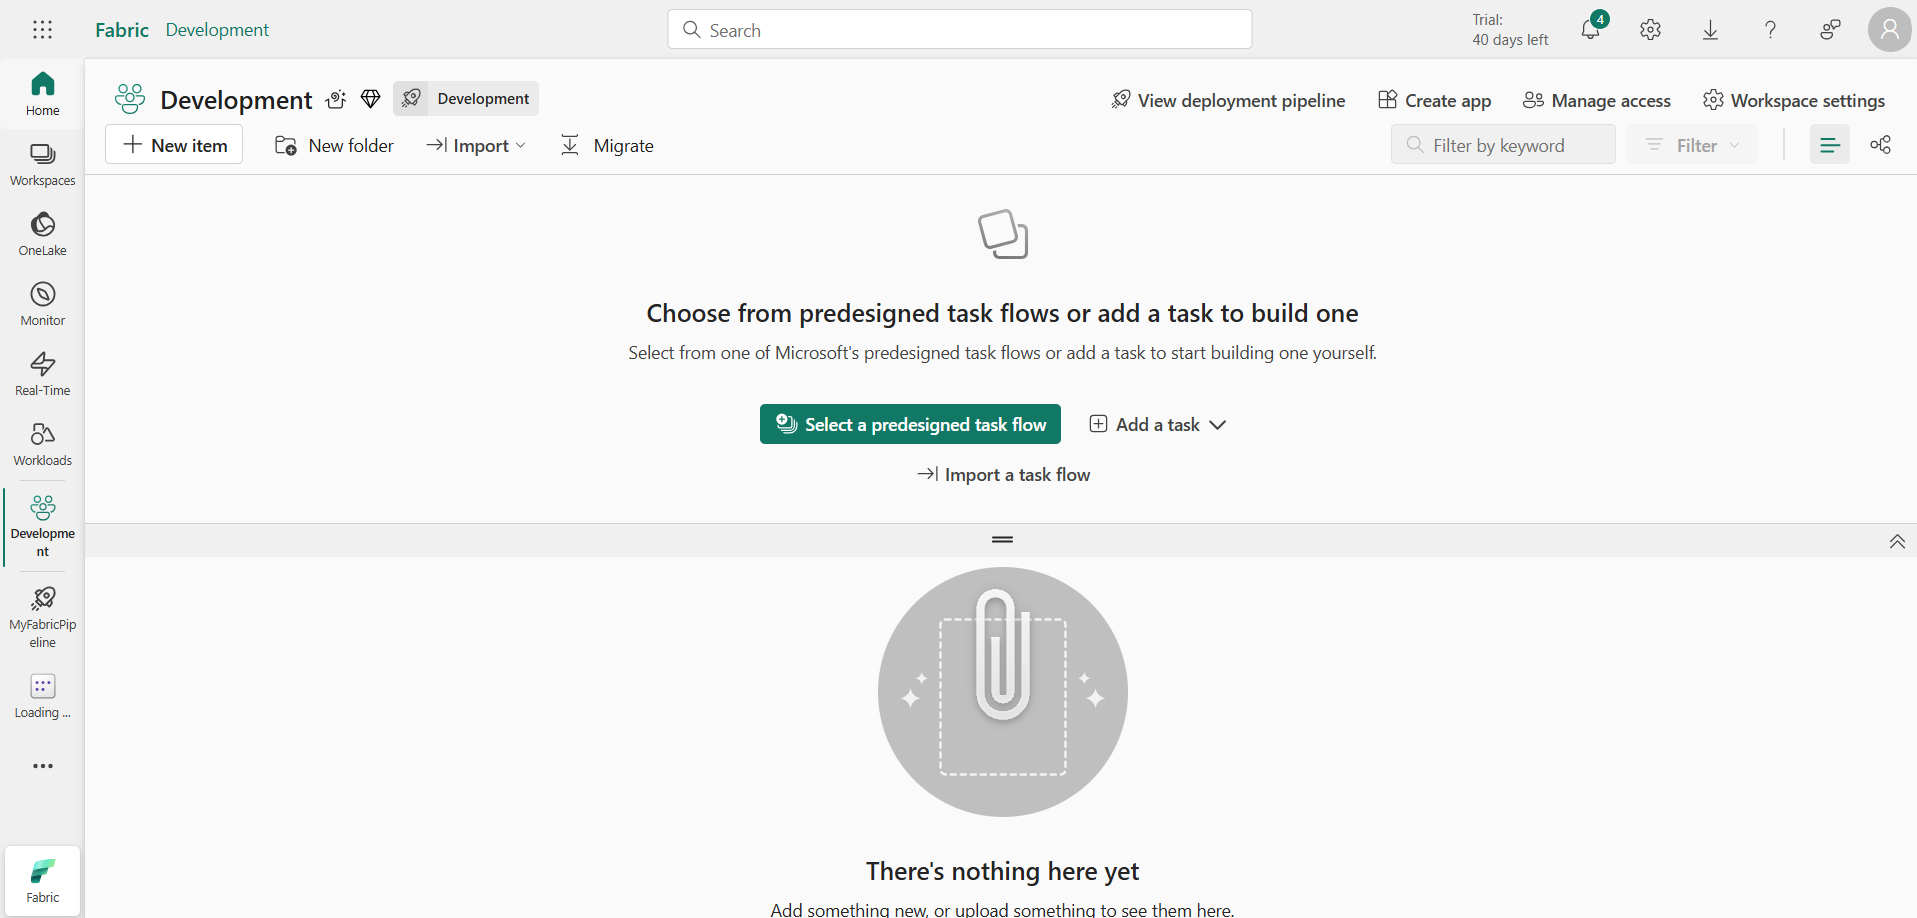 Fabric Development
Search
Trial:
40 days left
4
Home
Workspaces
OneLake
Monitor
Real-Time
Workloads
Developme
nt
MyFabricPip
eline
Loading ...
Fabric
Development
Development
View deployment pipeline
Create app
Manage access
Workspace settings
New item
New folder
Import
Migrate
Filter by keyword
Filter
Choose from predesigned task flows or add a task to build one
Select from one of Microsoft's predesigned task flows or add a task to start building one yourself.
Select a predesigned task flow
Add a task
Import a task flow
There's nothing here yet
Add something new, or upload something to see them here.